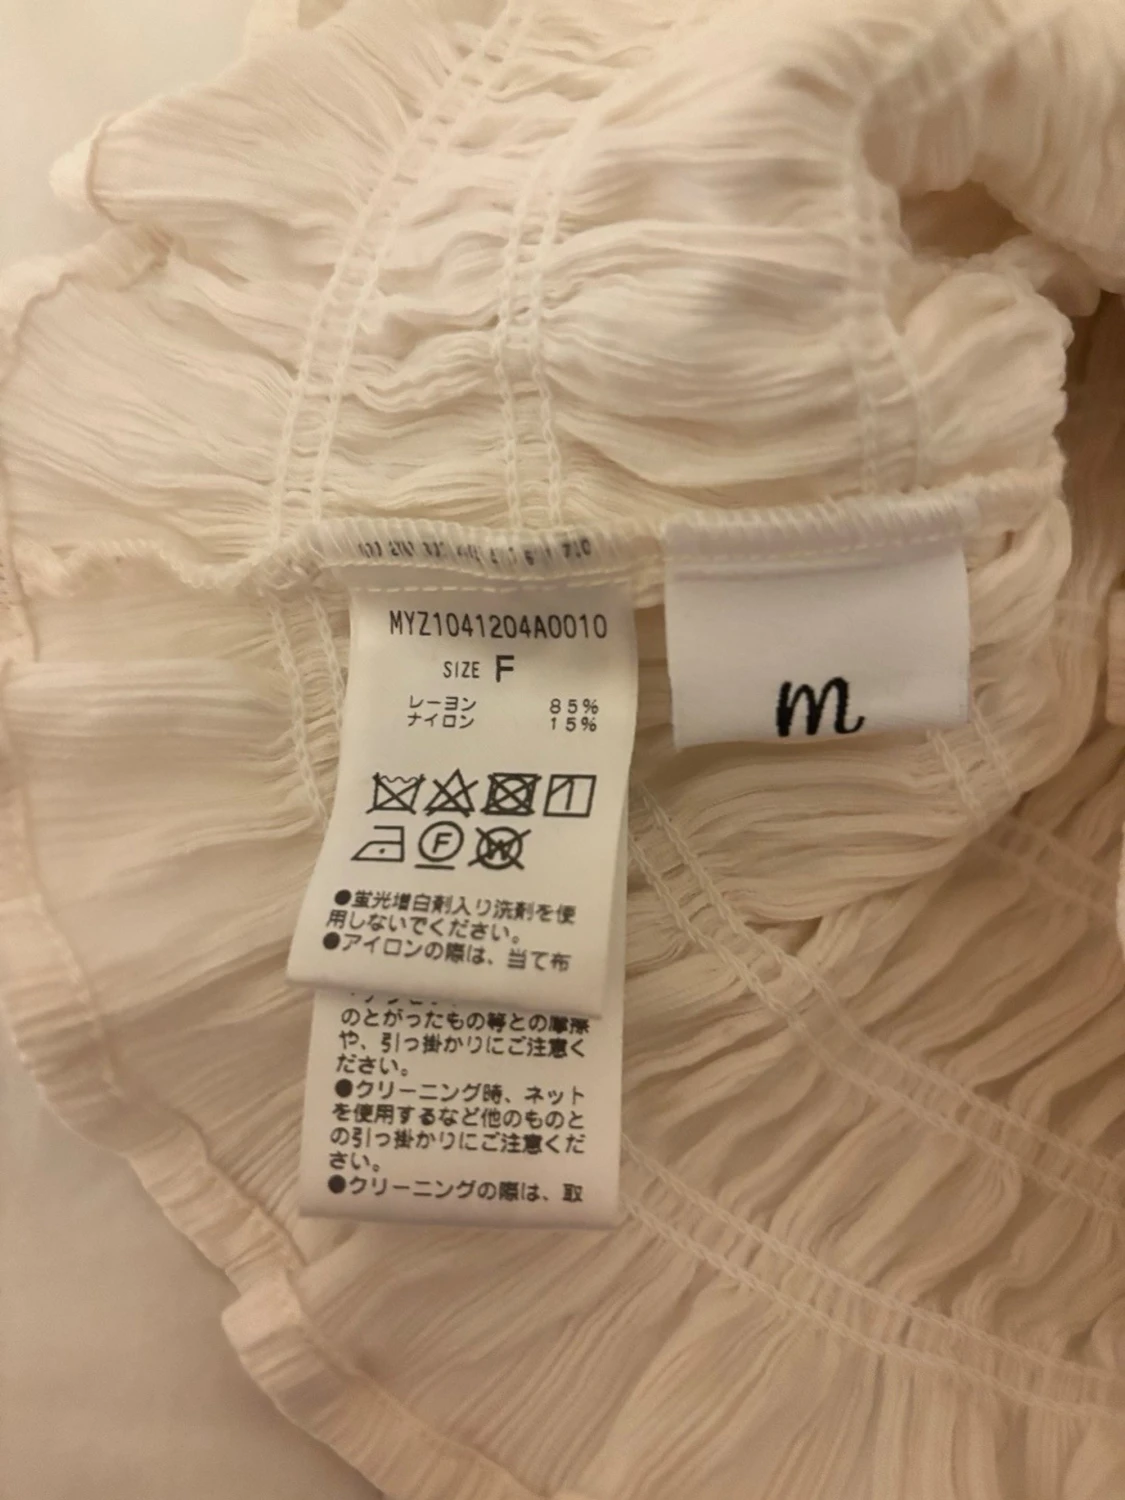 MYZ1041204A0010
SIZE F
レーヨン 85%
ナイロン 15%
m
F
W
●蛍光増白剤入り洗剤を使
用しないでください。
●アイロンの際は、当て布
のとがったもの等との摩擦
や、引っ掛かりにご注意く
ださい。
●クリーニング時、ネット
を使用するなど他のものと
の引っ掛かりにご注意くだ
さい。
●クリーニングの際は、取